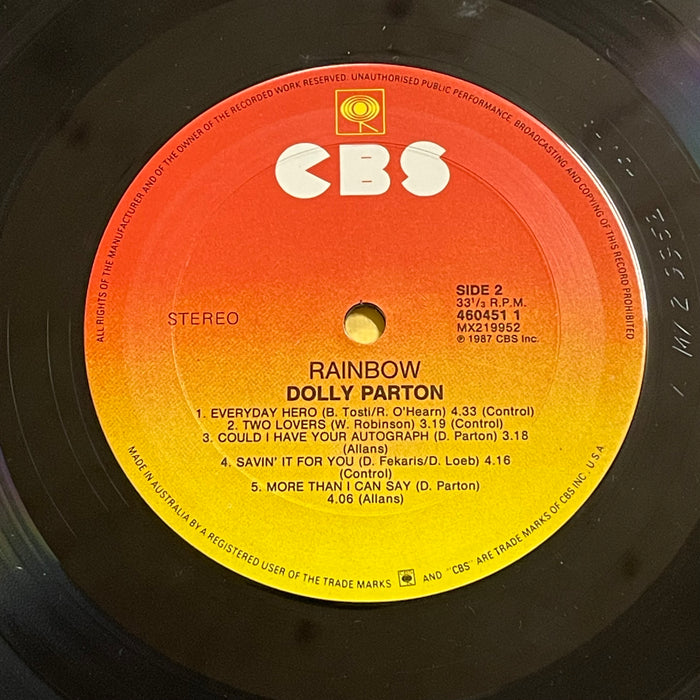 ALL RIGHTS OF THE MANUFACTURER AND OF THE OWNER OF THE RECORDED WORK RESERVED. UNAUTHORISED PUBLIC PERFORMANCE, BROADCASTING AND COPYING OF THIS RECORD PROHIBITED
CBS
STEREO
SIDE 2
33 1/3 R.P.M.
460451 1
MX219952
℗ 1987 CBS Inc.
RAINBOW
DOLLY PARTON
1. EVERYDAY HERO (B. Tosti/R. O'Hearn) 4.33 (Control)
2. TWO LOVERS (W. Robinson) 3.19 (Control)
3. COULD I HAVE YOUR AUTOGRAPH (D. Parton) 3.18
(Allans)
4. SAVIN' IT FOR YOU (D. Fekaris/D. Loeb) 4.16
(Control)
5. MORE THAN I CAN SAY (D. Parton)
4.06 (Allans)
MADE IN AUSTRALIA BY A REGISTERED USER OF THE TRADE MARKS AND "CBS" ARE TRADE MARKS OF CBS INC., U.S.A.